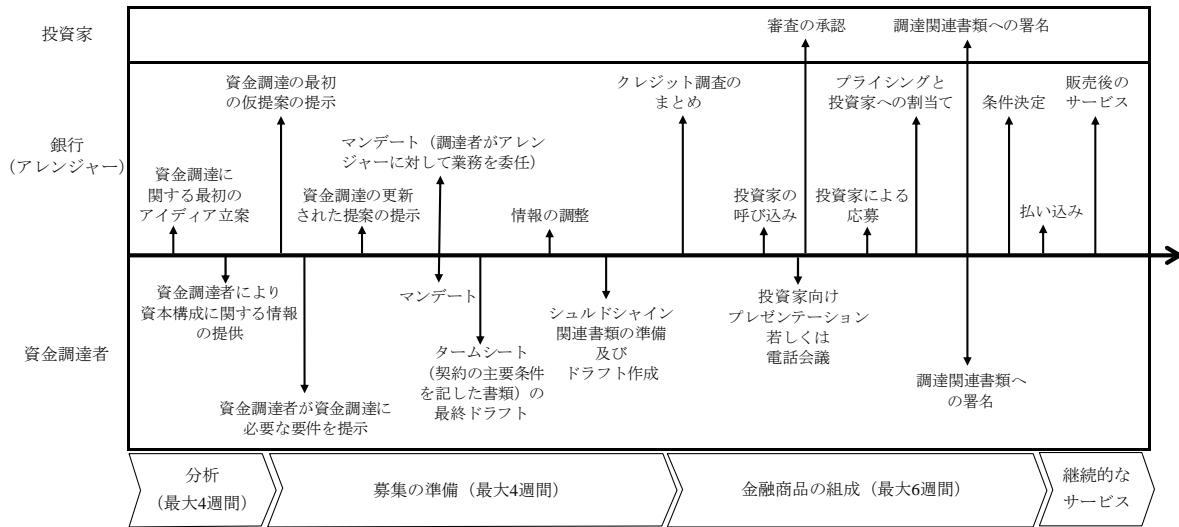 投資家
審査の承認
調達関連書類への署名
銀行
（アレンジャー）
資金調達に
関する最初の
アイディア立案
資金調達の最初
の仮提案の提示
資金調達の更新
された提案の提示
マンデート（調達者がアレン
ジャーに対して業務を委任）
情報の調整
クレジット調査の
まとめ
投資家の
呼び込み
投資家による
応募
プライシングと
投資家への割当て
条件決定
払い込み
販売後の
サービス
資金調達者
資金調達者により
資本構成に関する情報
の提供
資金調達者が資金調達に
必要な要件を提示
マンデート
タームシート
（契約の主要条件
を記した書類）の
最終ドラフト
シュルドシャイン
関連書類の準備
及び
ドラフト作成
投資家向け
プレゼンテーション
若しくは
電話会議
調達関連書類へ
の署名
分析
（最大4週間）
募集の準備（最大4週間）
金融商品の組成（最大6週間）
継続的な
サービス